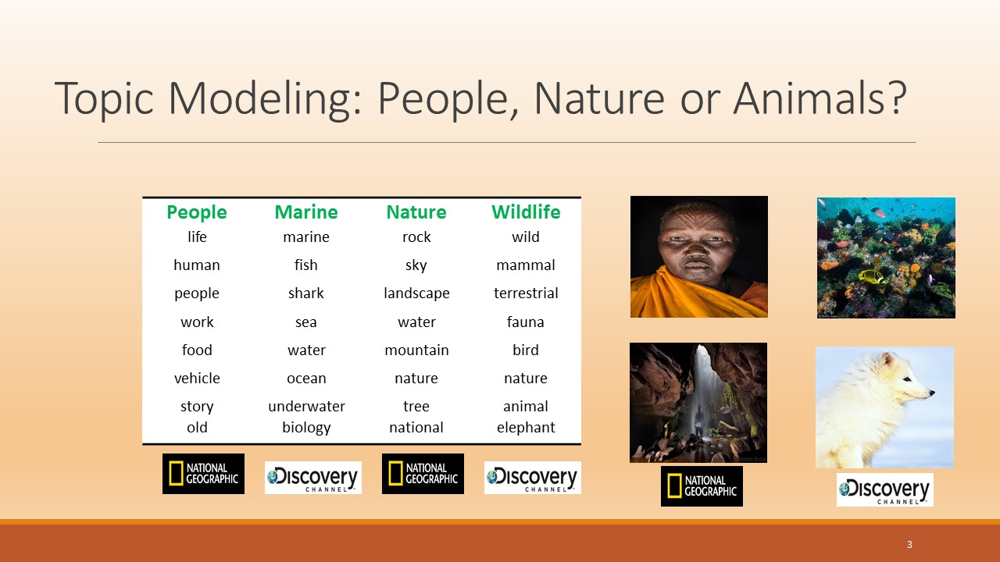 Topic Modeling: People, Nature or Animals?
People Marine Nature Wildlife
life marine rock wild
human fish sky mammal
people shark landscape terrestrial
work sea water fauna
food water mountain bird
vehicle ocean nature nature
story underwater tree animal
old biology national elephant
NATIONAL GEOGRAPHIC
Discovery CHANNEL
NATIONAL GEOGRAPHIC
Discovery CHANNEL
NATIONAL GEOGRAPHIC
Discovery CHANNEL
3